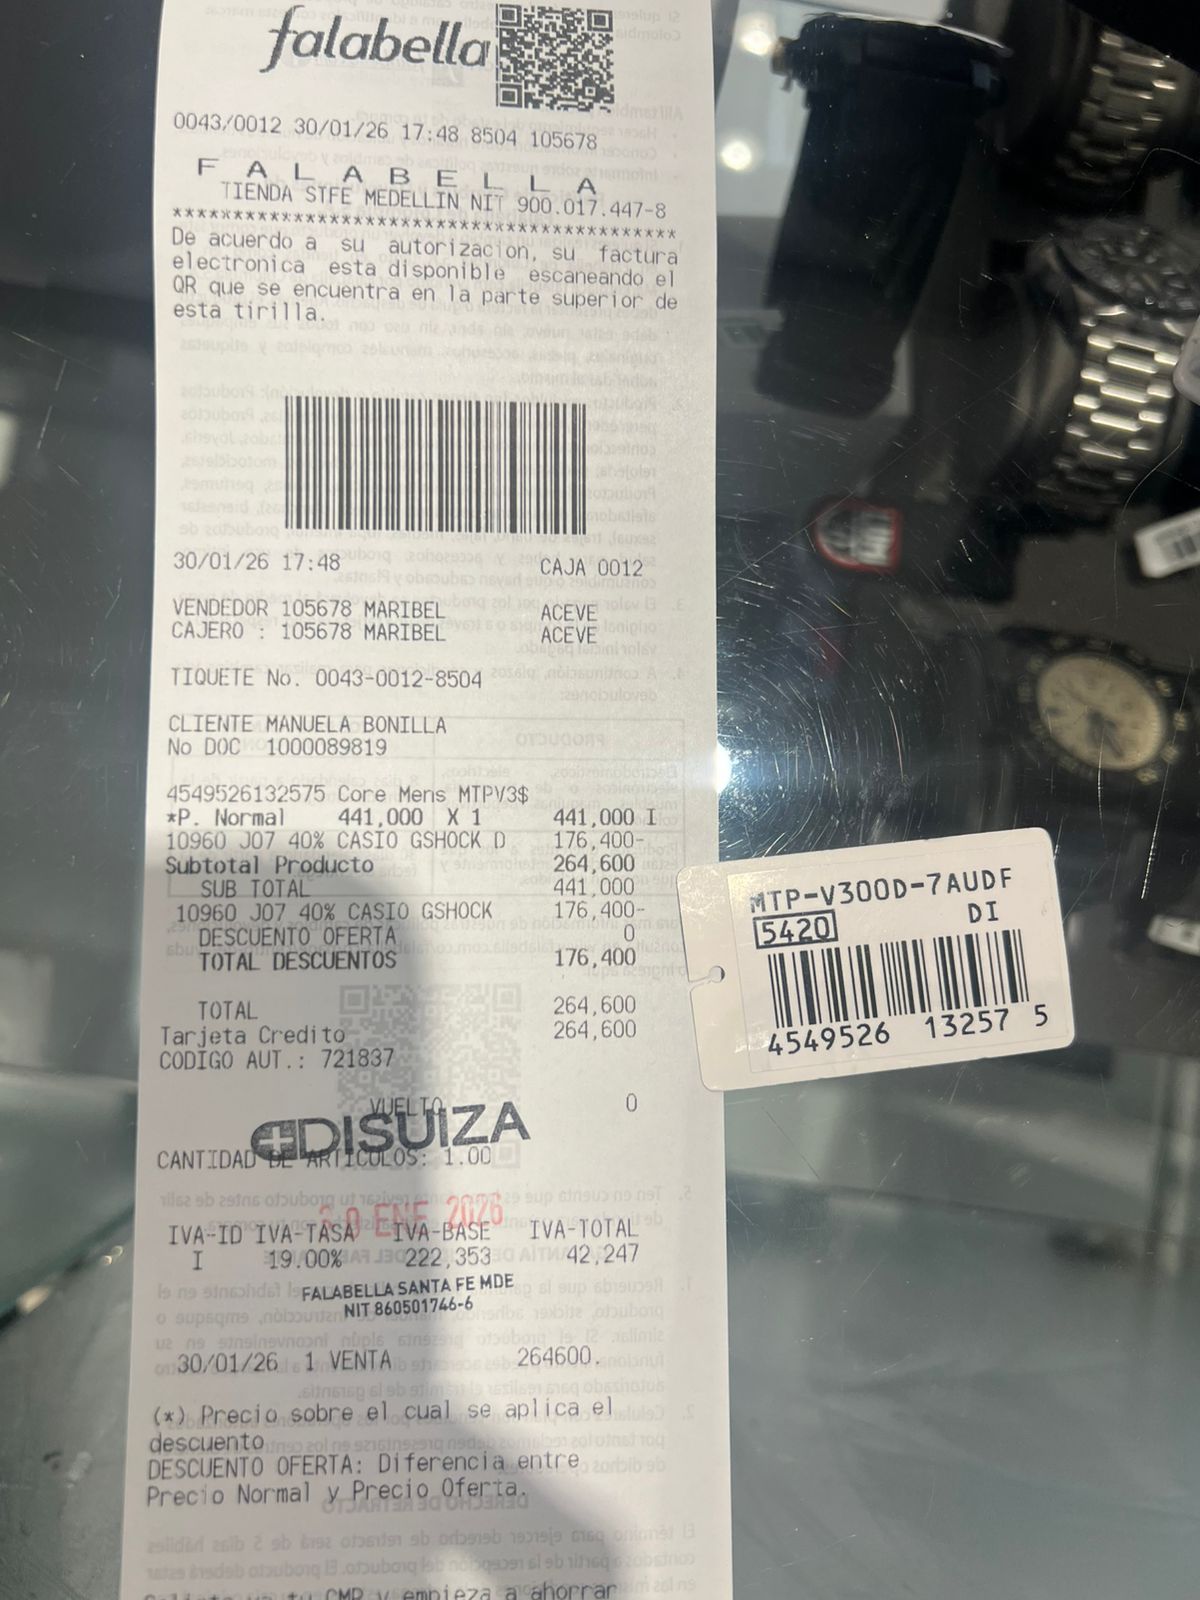 falabella
0043/0012 30/01/26 17:48 8504 105678
F A L A B E L L A
TIENDA STFE MEDELLIN NIT 900.017.447-8
******************************************
De acuerdo a su autorizacion, su factura
electronica esta disponible escaneando el
QR que se encuentra en la parte superior de
esta tirilla.
30/01/26 17:48 CAJA 0012
VENDEDOR 105678 MARIBEL ACEVE
CAJERO : 105678 MARIBEL ACEVE
TIQUETE No. 0043-0012-8504
CLIENTE MANUELA BONILLA
No DOC 1000089819
4549526132575 Core Mens MTPV3$
*P. Normal 441,000 X 1 441,000 I
10960 J07 40% CASIO GSHOCK D 176,400-
Subtotal Producto 264,600
SUB TOTAL 441,000
10960 J07 40% CASIO GSHOCK 176,400-
DESCUENTO OFERTA 0
TOTAL DESCUENTOS 176,400
TOTAL 264,600
Tarjeta Credito 264,600
CODIGO AUT.: 721837
VUELTO 0
DISUIZA
CANTIDAD DE ARTICULOS: 1.00
30 ENE 2026
IVA-ID IVA-TASA IVA-BASE IVA-TOTAL
I 19.00% 222,353 42,247
FALABELLA SANTA FE MDE
NIT 860501746-6
30/01/26 1 VENTA 264600.
(*) Precio sobre el cual se aplica el
descuento
DESCUENTO OFERTA: Diferencia entre
Precio Normal y Precio Oferta.
tu CMR y empieza a ahorrar
MTP-V300D-7AUDF
5420 DI
4549526 13257 5